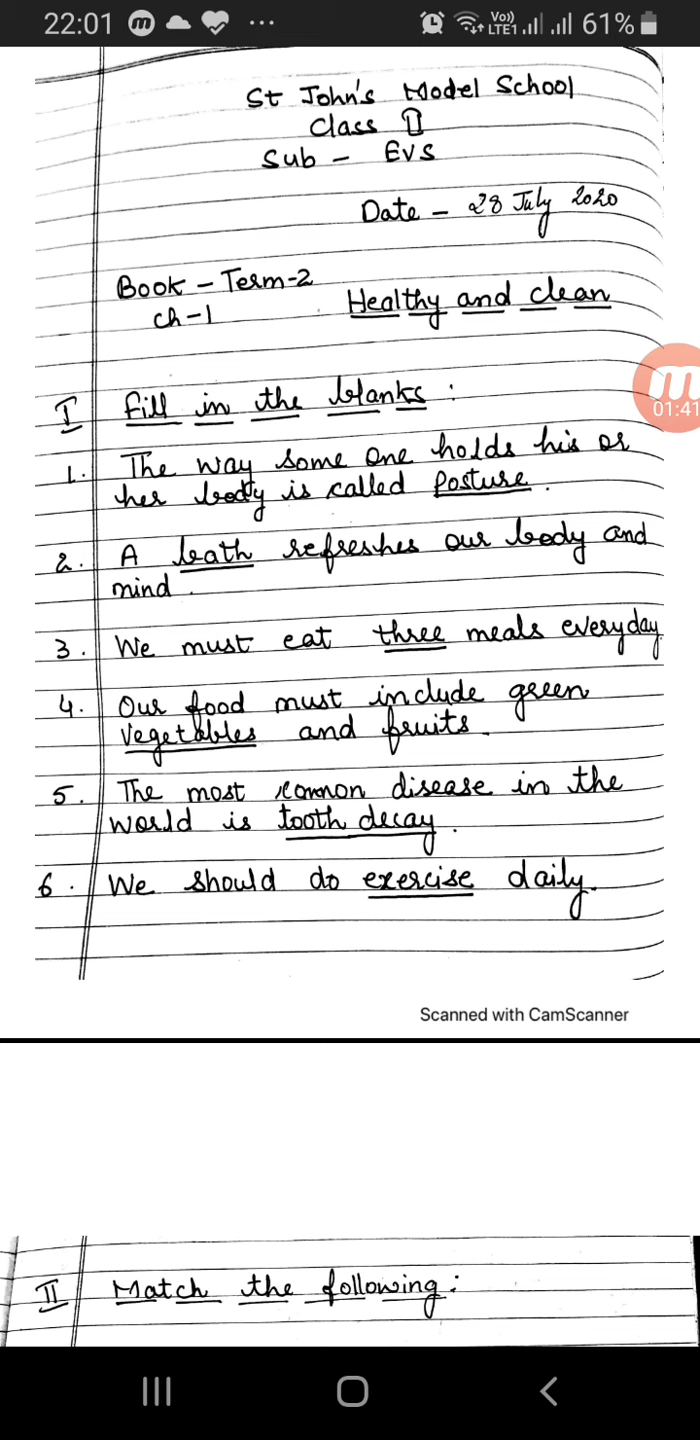 22:01 m ... Vo)) LTE1 61%
St John's Model School
Class II
Sub - EVS
Date - 28 July 2020
Book - Term-2
Ch-1 Healthy and clean
m
01:41
I Fill in the blanks :
1. The way some one holds his or
her body is called Posture.
2. A bath refreshes our body and
mind.
3. We must eat three meals everyday.
4. Our food must include green
vegetables and fruits.
5. The most common disease in the
world is tooth decay.
6. We should do exercise daily.
Scanned with CamScanner
II Match the following: